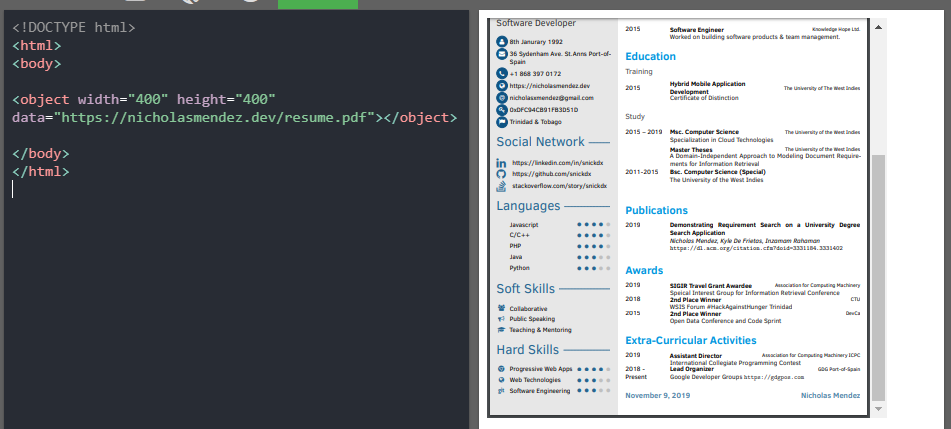 <!DOCTYPE html>
<html>
<body>
<object width="400" height="400"
data="https://nicholasmendez.dev/resume.pdf"></object>
</body>
</html>
Software Developer
8th Janurary 1992
36 Sydenham Ave. St.Anns Port-of-
Spain
+1 868 397 0172
https://nicholasmendez.dev
nicholasxmendez@gmail.com
0xDFC94CB91FB3D510
Trinidad & Tobago
Social Network
https://linkedin.com/in/snickdx
https://github.com/snickdx
stackoverflow.com/story/snickdx
Languages
Javascript
C/C++
PHP
Java
Python
Soft Skills
Collaborative
Public Speaking
Teaching & Mentoring
Hard Skills
Progressive Web Apps
Web Technologies
Software Engineering
2015 Software Engineer Knowledge Hope Ltd.
Worked on building software products & team management.
Education
Training
2015 Hybrid Mobile Application The University of The West Indies
Development
Certificate of Distinction
Study
2015 – 2019 Msc. Computer Science The University of The West Indies
Specialization in Cloud Technologies
Master Theses The University of The West Indies
A Domain-Independent Approach to Modeling Document Require-
ments for Information Retrieval
2011-2015 Bsc. Computer Science (Special)
The University of The West Indies
Publications
2019 Demonstrating Requirement Search on a University Degree
Search Application
Nicholas Mendez, Kyle De Frietos, Inzamam Rahaman
https://dl.acm.org/citation.cfm?doid=3331184.3331402
Awards
2019 SIGIR Travel Grant Awardee Association for Computing Machinery
Speical Interest Group for Information Retrieval Conference
2018 2nd Place Winner CTU
WSIS Forum #HackAgainstHunger Trinidad
2015 2nd Place Winner DevCa
Open Data Conference and Code Sprint
Extra-Curricular Activities
2019 Assistant Director Association for Computing Machinery ICPC
International Collegiate Programming Contest
2018 - Lead Organizer GDG Port-of-Spain
Present Google Developer Groups https://gdgpos.com
November 9, 2019 Nicholas Mendez